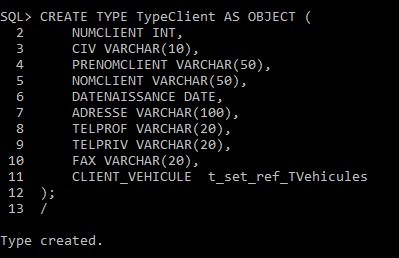 SQL> CREATE TYPE TypeClient AS OBJECT (
  2      NUMCLIENT INT,
  3      CIV VARCHAR(10),
  4      PRENOMCLIENT VARCHAR(50),
  5      NOMCLIENT VARCHAR(50),
  6      DATENAISSANCE DATE,
  7      ADRESSE VARCHAR(100),
  8      TELPROF VARCHAR(20),
  9      TELPRIV VARCHAR(20),
 10      FAX VARCHAR(20),
 11      CLIENT_VEHICULE  t_set_ref_TVehicules
 12  );
 13  /
Type created.